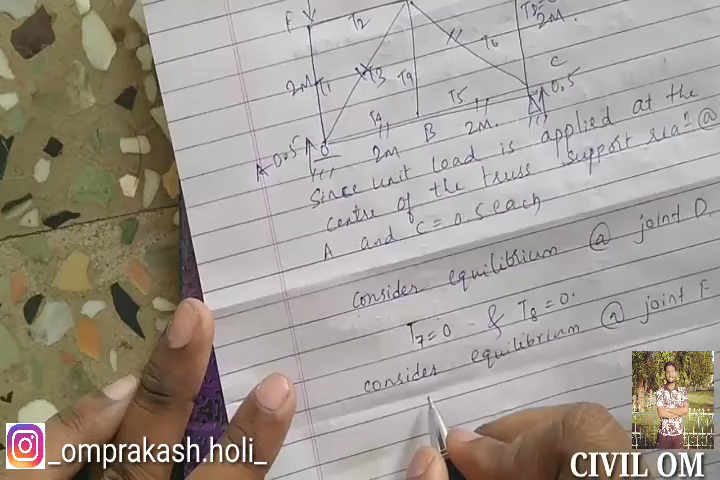 F
T2
2M
T1
T3
T9
T6
2M.
C
0.5
T4
T5
A 0.5
B
2M
2M.
Since unit load is applied at the
centre of the truss support rea^n @
A and C = 0.5 each
consider equilibrium @ joint D.
T7=0 & T8=0.
consider equilibrium @ joint F
_omprakash.holi_
CIVIL OM